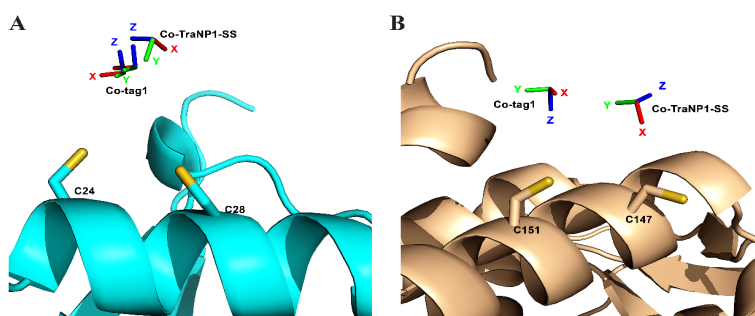 A
Z
Z
Co-TraNP1-SS
X
Y
X
Y
Co-tag1
C24
C28
B
Y
X
Z
Co-tag1
Z
Y
Co-TraNP1-SS
X
C151
C147